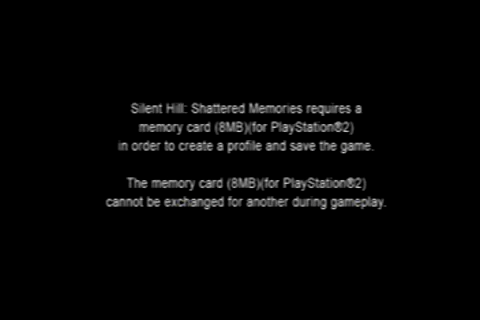 Silent Hill: Shattered Memories requires a
memory card (8MB)(for PlayStation®2)
in order to create a profile and save the game.
The memory card (8MB)(for PlayStation®2)
cannot be exchanged for another during gameplay.